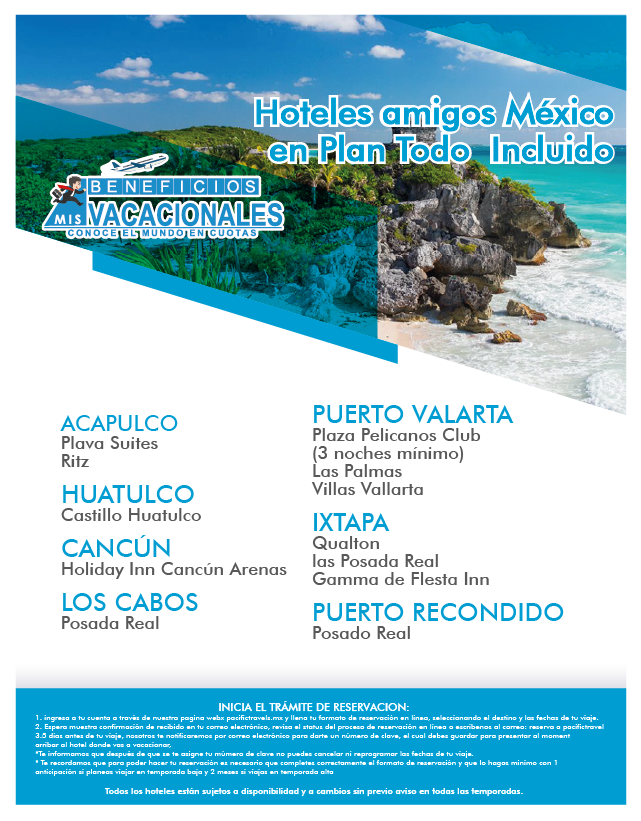 Hoteles amigos México
en Plan Todo Incluido
BENEFICIOS
MIS VACACIONALES
CONOCE EL MUNDO EN CUOTAS
ACAPULCO
Plava Suites
Ritz
HUATULCO
Castillo Huatulco
CANCÚN
Holiday Inn Cancún Arenas
LOS CABOS
Posada Real
PUERTO VALARTA
Plaza Pelicanos Club
(3 noches mínimo)
Las Palmas
Villas Vallarta
IXTAPA
Qualton
las Posada Real
Gamma de FIesta Inn
PUERTO RECONDIDO
Posado Real
INICIA EL TRÁMITE DE RESERVACION:
1. ingreso a tu cuenta a través de nuestra pagina webx pacifictravels.mx y llena tu formato de reservación en línea, seleccionando el destino y las fechas de tu viaje.
2. Espera muestra confirmación de recibido en tu correo electrónico, revisa el status del proceso de reservación en línea o escríbenos al correo: reserva a pacifictravel
3.5 días antes de tu viaje, nosotros te notificaremos por correo electrónico para darte un número de clave, el cual debes guardar para presentar al moment
arribar al hotel donde vas a vacacionar,
*Te informamos que después de que se te asigne tu múmero de clave no puedes cancelar ni reprogramar las fechas de tu viaje.
* Te recordamos que para poder hacer tu reservación es necesario que completes correctamente el formato de reservación y que lo hagas mínimo con 1
anticipación si planeas viajar en temporada baja y 2 meses si viajas en temporada alta
Todos los hoteles están sujetos a disponibilidad y a cambios sin previo aviso en todas las temporadas.